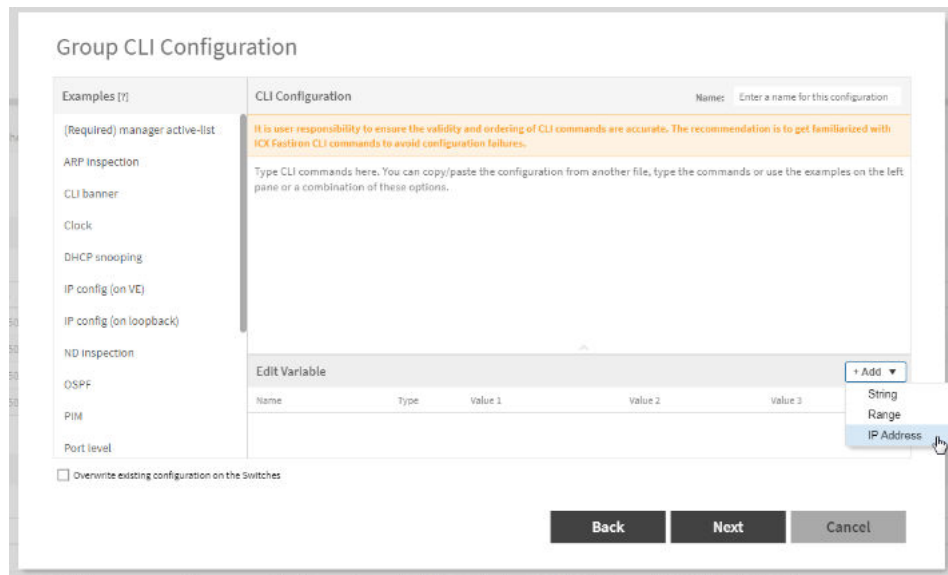 Group CLI Configuration
Examples [?]
CLI Configuration
Name: Enter a name for this configuration
(Required) manager active-list
ARP inspection
CLI banner
Clock
DHCP snooping
IP config (on VE)
IP config (on loopback)
ND inspection
OSPF
PIM
Port level
It is user responsibility to ensure the validity and ordering of CLI commands are accurate. The recommendation is to get familiarized with
ICX Fastiron CLI commands to avoid configuration failures.
Type CLI commands here. You can copy/paste the configuration from another file, type the commands or use the examples on the left
pane or a combination of these options.
Edit Variable
+ Add ▼
Name Type Value 1 Value 2 Value 3
String
Range
IP Address
Overwrite existing configuration on the Switches
Back Next Cancel